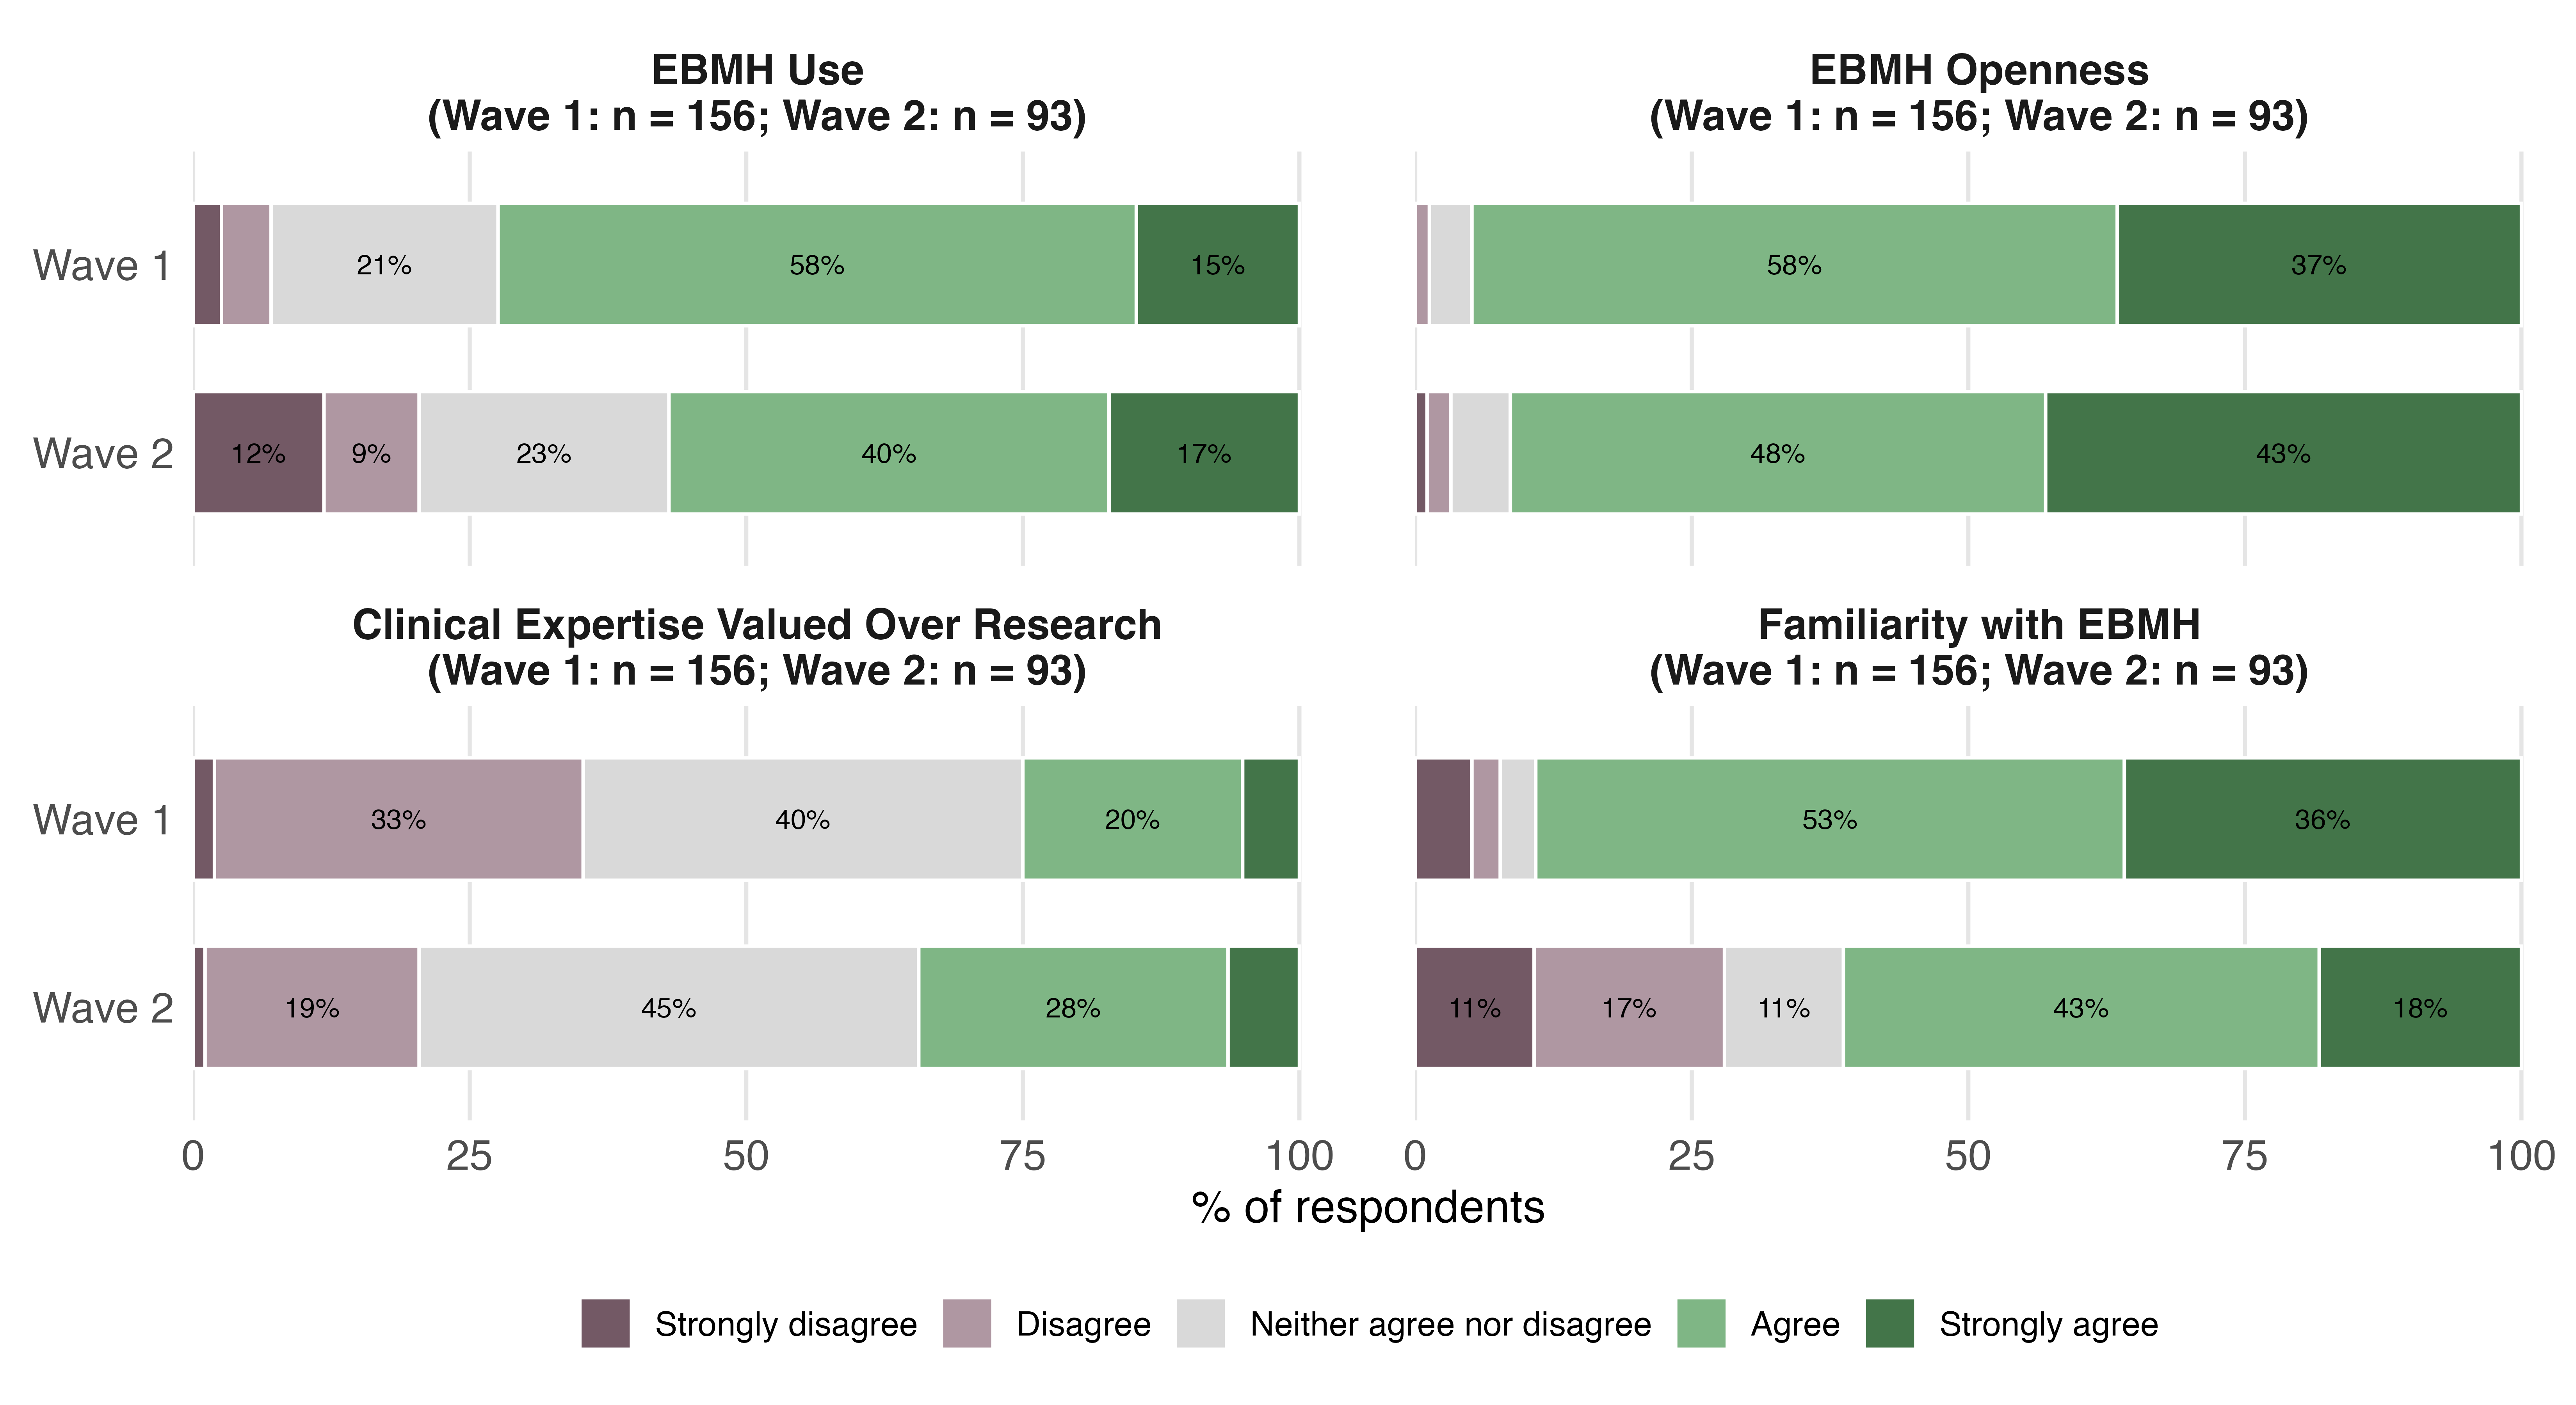 EBMH Use
(Wave 1: n = 156; Wave 2: n = 93)
Wave 1
21%
58%
15%
Wave 2
12%
9%
23%
40%
17%
EBMH Openness
(Wave 1: n = 156; Wave 2: n = 93)
58%
37%
48%
43%
Clinical Expertise Valued Over Research
(Wave 1: n = 156; Wave 2: n = 93)
Wave 1
33%
40%
20%
Wave 2
19%
45%
28%
0
25
50
75
100
Familiarity with EBMH
(Wave 1: n = 156; Wave 2: n = 93)
53%
36%
11%
17%
11%
43%
18%
0
25
50
75
100
% of respondents
Strongly disagree
Disagree
Neither agree nor disagree
Agree
Strongly agree